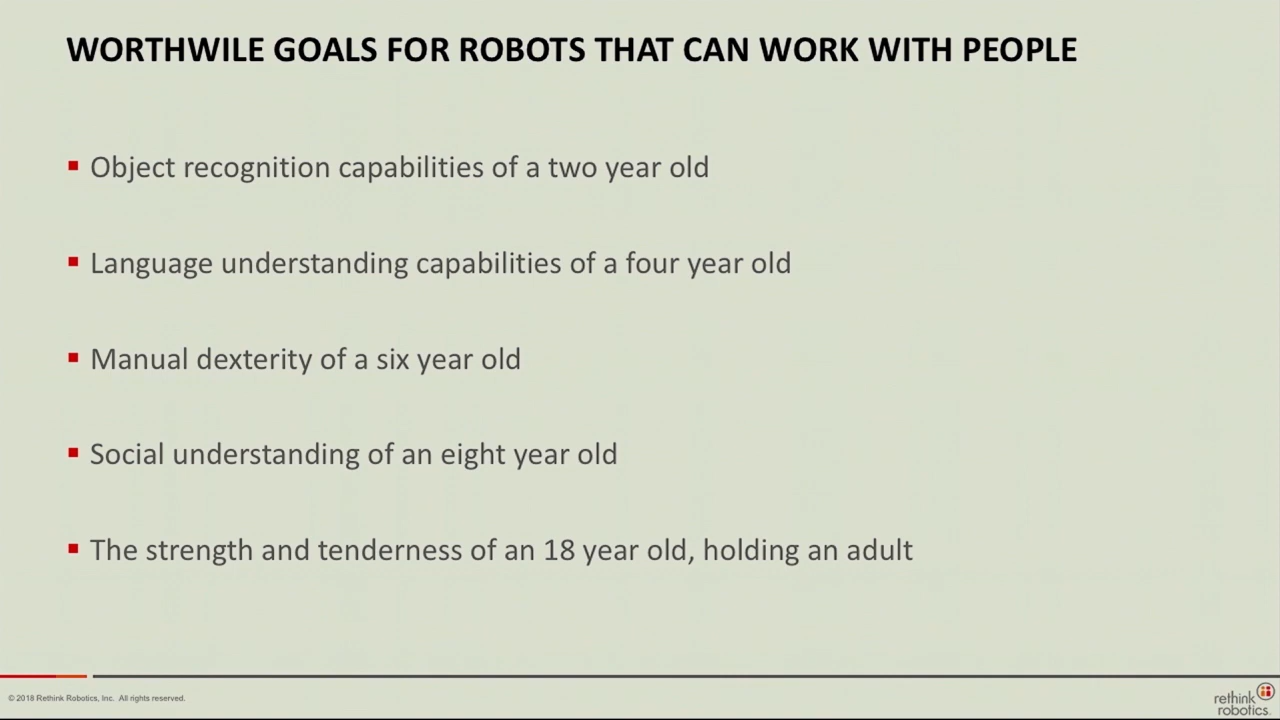 WORTHWILE GOALS FOR ROBOTS THAT CAN WORK WITH PEOPLE
Object recognition capabilities of a two year old
Language understanding capabilities of a four year old
Manual dexterity of a six year old
Social understanding of an eight year old
The strength and tenderness of an 18 year old, holding an adult
© 2018 Rethink Robotics, Inc. All rights reserved.
rethink
robotics.